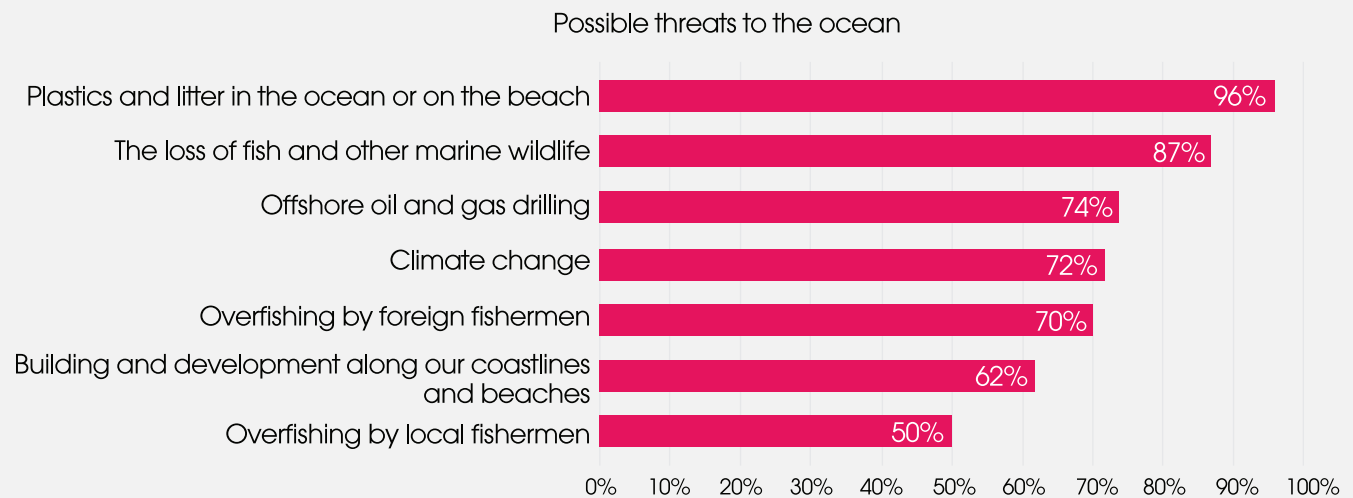 Possible threats to the ocean
Plastics and litter in the ocean or on the beach
96%
The loss of fish and other marine wildlife
87%
Offshore oil and gas drilling
74%
Climate change
72%
Overfishing by foreign fishermen
70%
Building and development along our coastlines
and beaches
62%
Overfishing by local fishermen
50%
0% 10% 20% 30% 40% 50% 60% 70% 80% 90% 100%